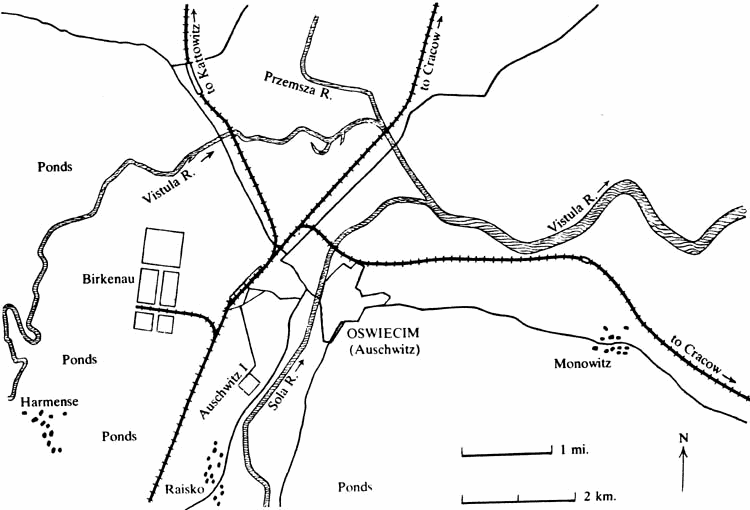 to Kattowitz
to Cracow
Przemsza R.
Ponds
Vistula R.
Vistula R.
Birkenau
OSWIECIM
(Auschwitz)
to Cracow
Ponds
Monowitz
Auschwitz I
Sola R.
Harmense
Ponds
1 mi.
N
Raisko
Ponds
2 km.